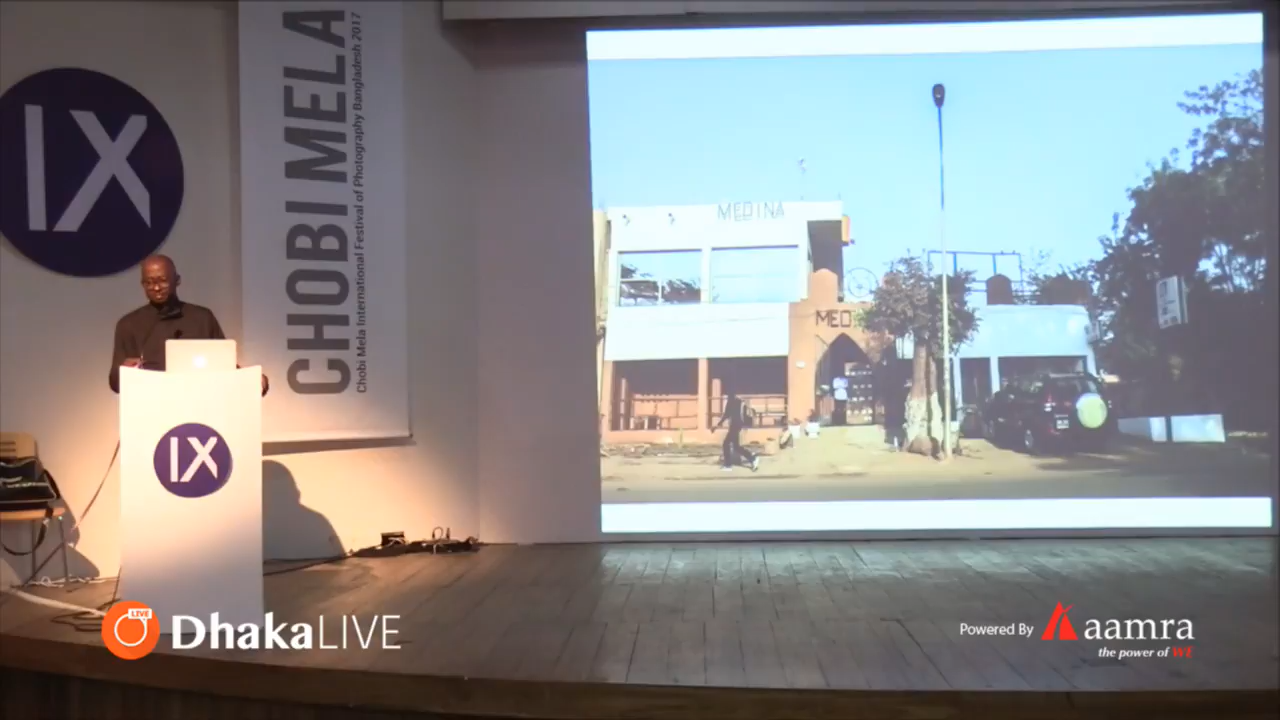 IX
CHOBI MELA
Chobi Mela International Festival of Photography Bangladesh 2017
MEDINA
MED
IX
LIVE
DhakaLIVE
Powered By aamra
the power of WE